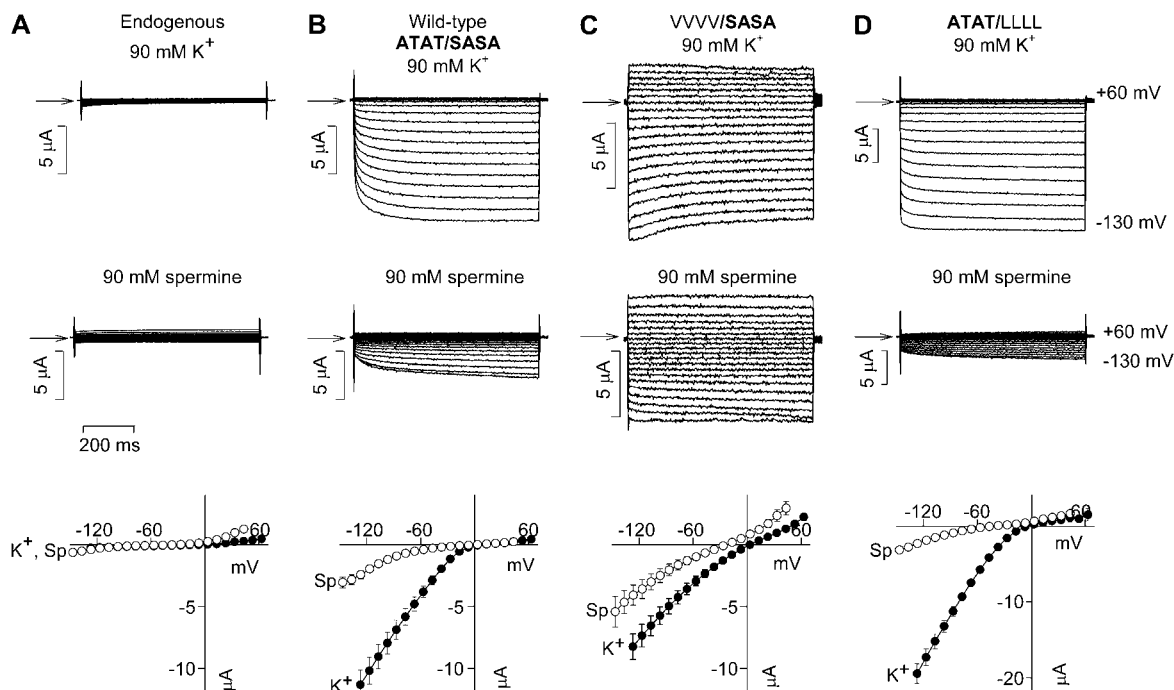 A
Endogenous
90 mM K+
5 µA
90 mM spermine
5 µA
200 ms
-120 -60 60
K+, Sp
mV
-5
-10
µA
B
Wild-type
ATAT/SASA
90 mM K+
5 µA
90 mM spermine
5 µA
-120 -60 60
Sp
mV
-5
K+
-10
µA
C
VVVV/SASA
90 mM K+
5 µA
90 mM spermine
5 µA
-120 -60 60
mV
Sp
-5
K+
-10
µA
D
ATAT/LLLL
90 mM K+
+60 mV
5 µA
-130 mV
90 mM spermine
+60 mV
5 µA
-130 mV
-120 -60 60
Sp
mV
-10
K+
-20
µA